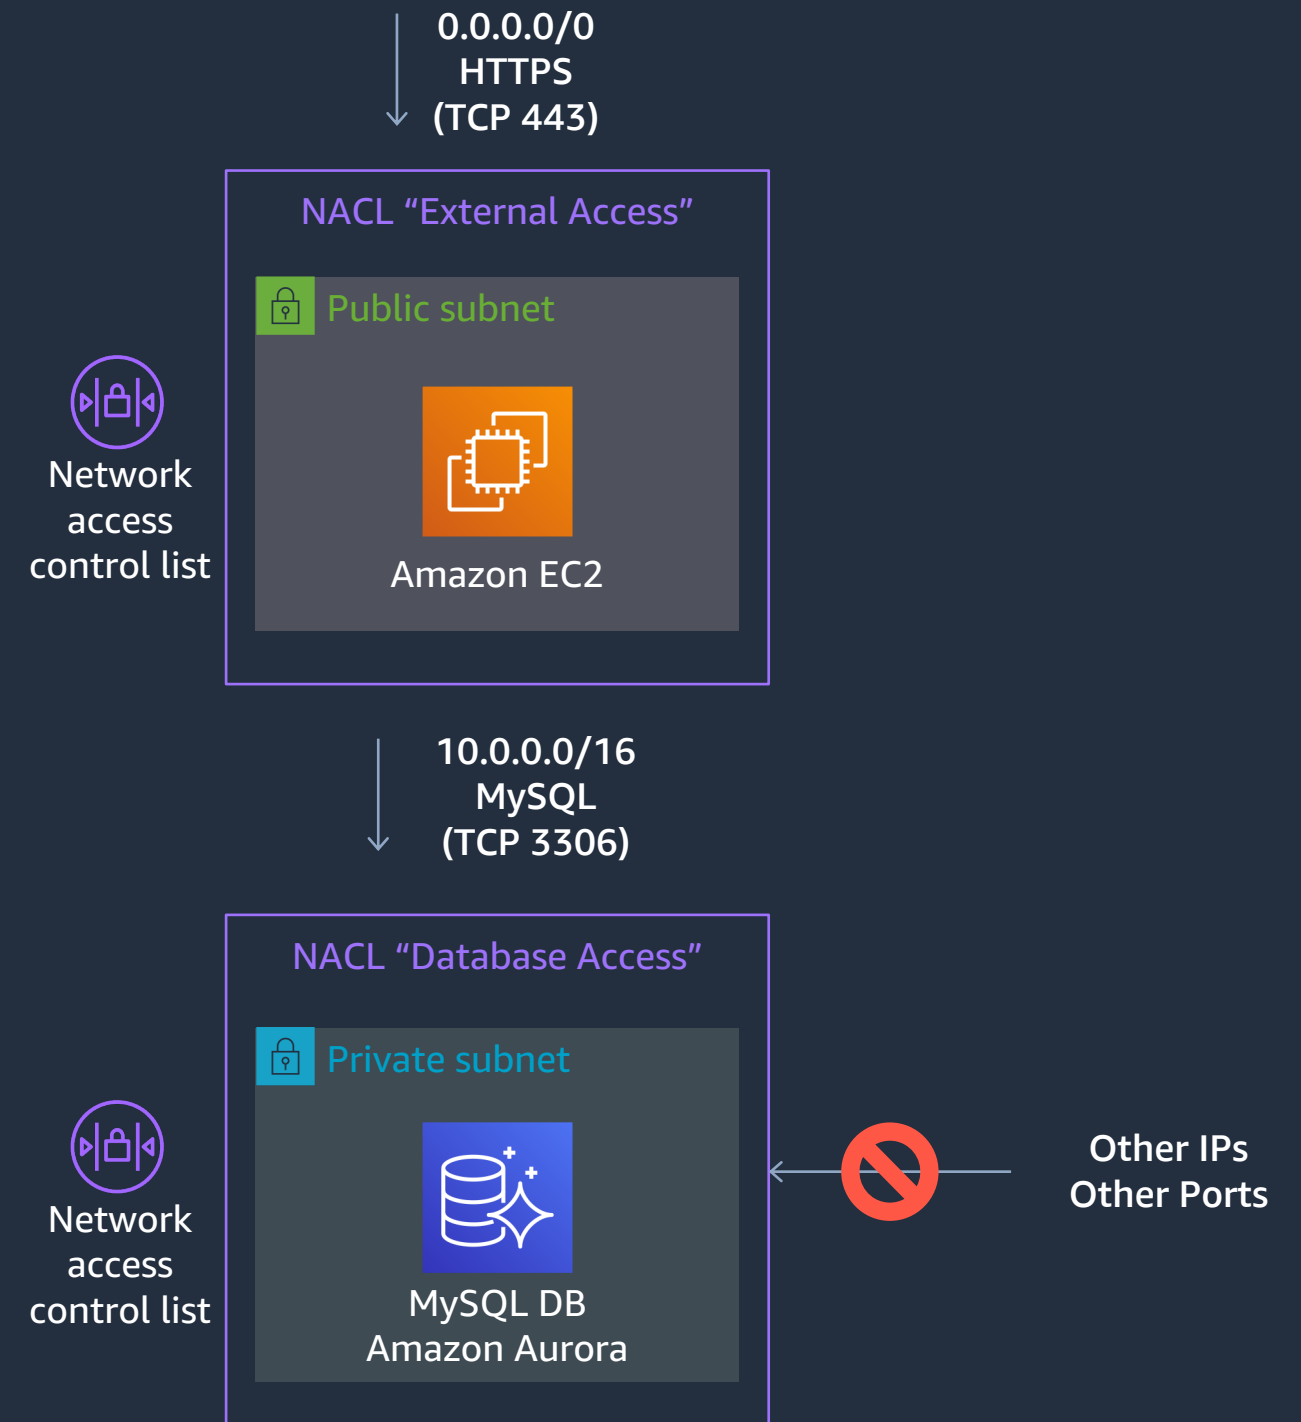 0.0.0.0/0
HTTPS
(TCP 443)
NACL “External Access”
Public subnet
Amazon EC2
Network
access
control list
10.0.0.0/16
MySQL
(TCP 3306)
NACL “Database Access”
Private subnet
MySQL DB
Amazon Aurora
Network
access
control list
Other IPs
Other Ports